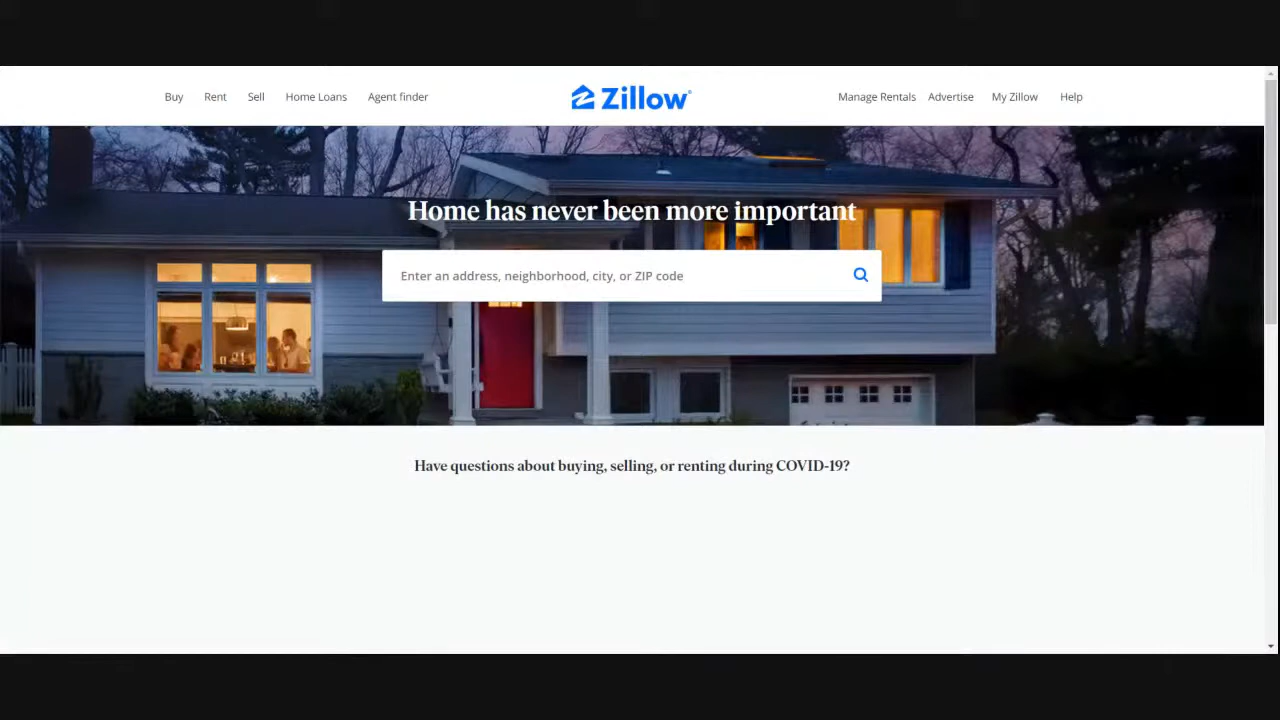 Buy
Rent
Sell
Home Loans
Agent finder
Zillow®
Manage Rentals
Advertise
My Zillow
Help
Home has never been more important
Enter an address, neighborhood, city, or ZIP code
Have questions about buying, selling, or renting during COVID-19?